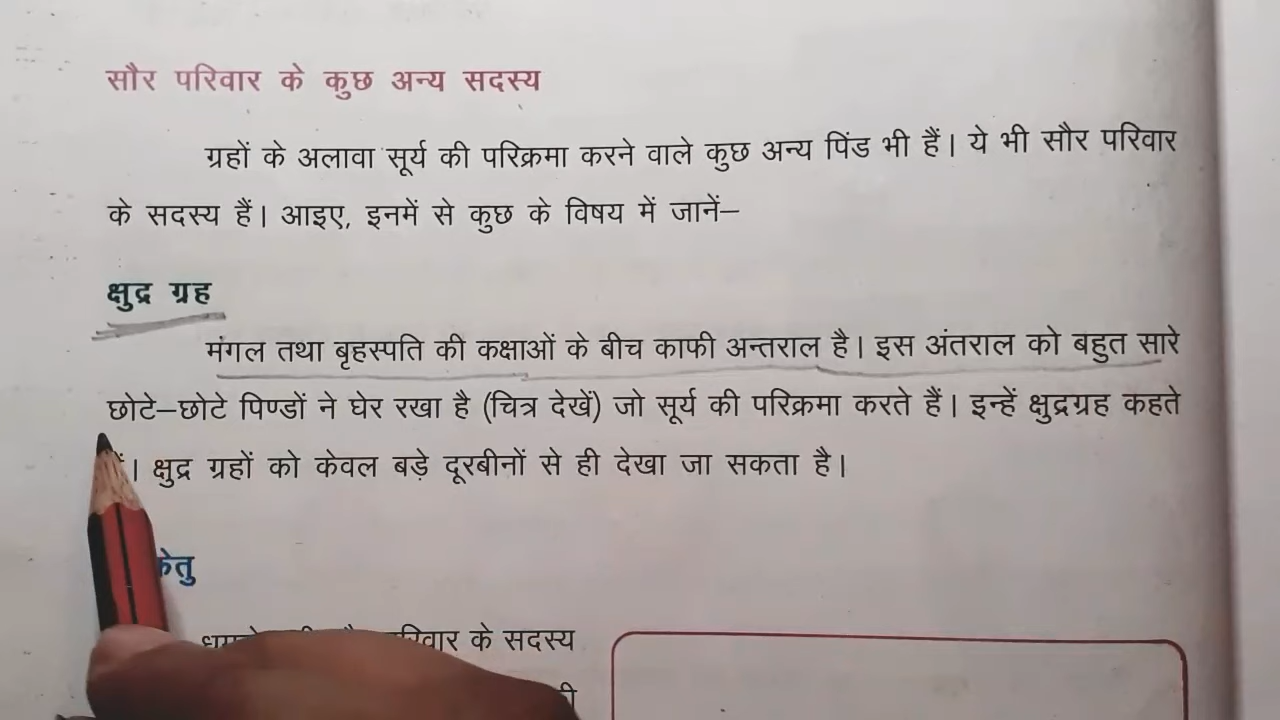 सौर परिवार के कुछ अन्य सदस्य
ग्रहों के अलावा सूर्य की परिक्रमा करने वाले कुछ अन्य पिंड भी हैं। ये भी सौर परिवार
के सदस्य हैं। आइए, इनमें से कुछ के विषय में जानें–
क्षुद्र ग्रह
मंगल तथा बृहस्पति की कक्षाओं के बीच काफी अन्तराल है। इस अंतराल को बहुत सारे
छोटे–छोटे पिण्डों ने घेर रखा है (चित्र देखें) जो सूर्य की परिक्रमा करते हैं। इन्हें क्षुद्रग्रह कहते
। क्षुद्र ग्रहों को केवल बड़े दूरबीनों से ही देखा जा सकता है।
के सदस्य